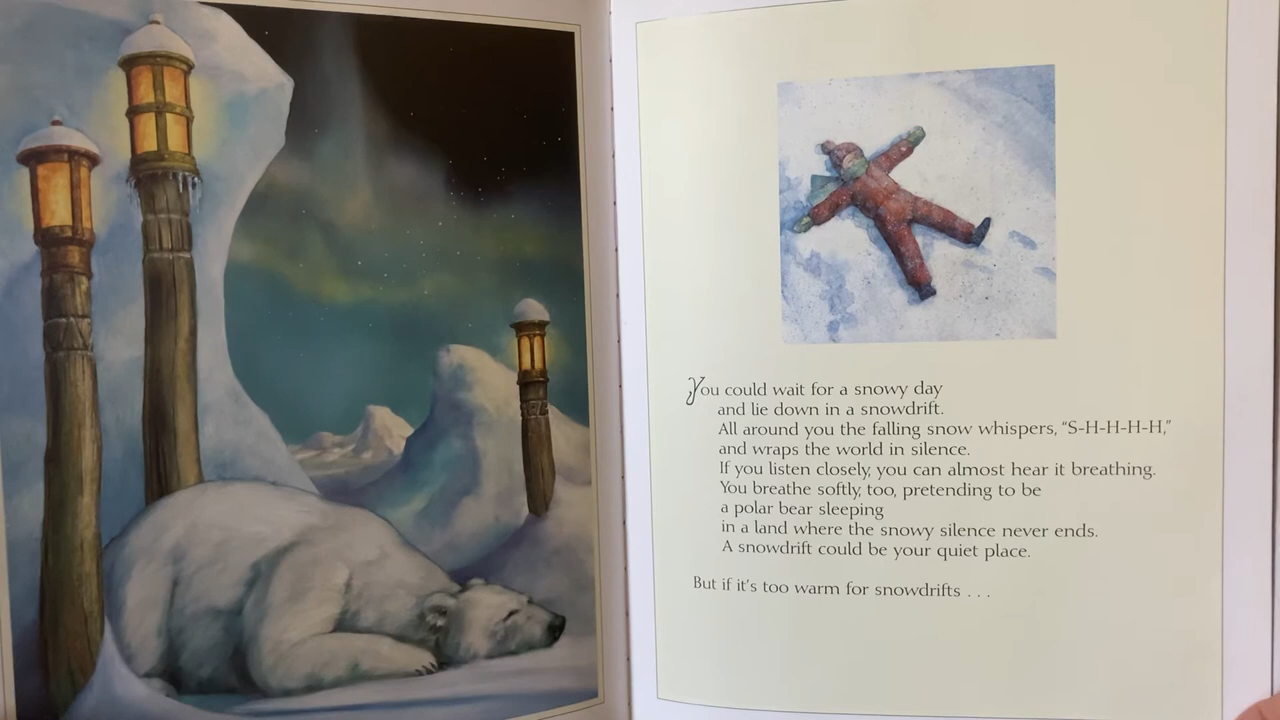 You could wait for a snowy day
and lie down in a snowdrift.
All around you the falling snow whispers, “S-H-H-H-H,”
and wraps the world in silence.
If you listen closely, you can almost hear it breathing.
You breathe softly, too, pretending to be
a polar bear sleeping
in a land where the snowy silence never ends.
A snowdrift could be your quiet place.
But if it’s too warm for snowdrifts . . .